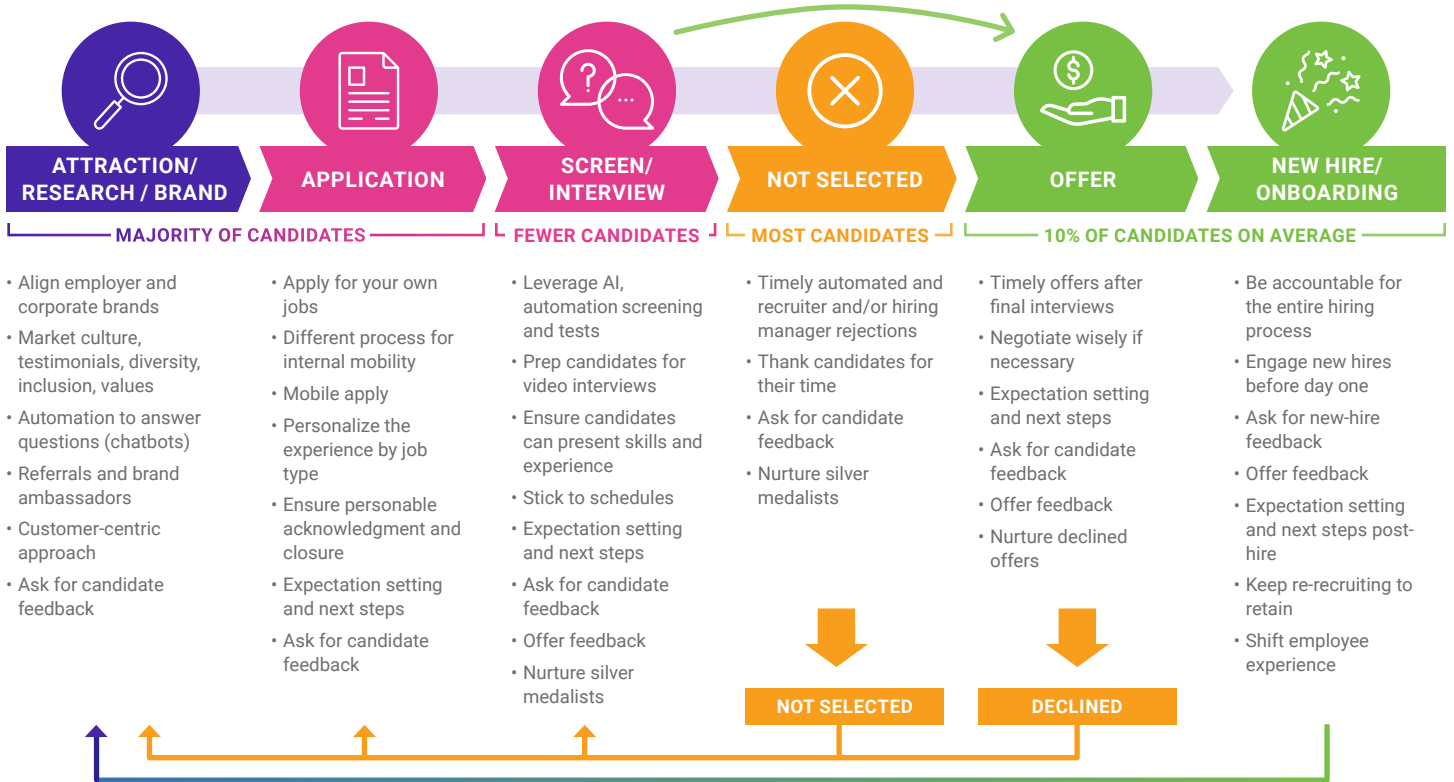 ATTRACTION/
RESEARCH / BRAND
APPLICATION
SCREEN/
INTERVIEW
NOT SELECTED
OFFER
NEW HIRE/
ONBOARDING
MAJORITY OF CANDIDATES
FEWER CANDIDATES
MOST CANDIDATES
10% OF CANDIDATES ON AVERAGE
• Align employer and
corporate brands
• Market culture,
testimonials, diversity,
inclusion, values
• Automation to answer
questions (chatbots)
• Referrals and brand
ambassadors
• Customer-centric
approach
• Ask for candidate
feedback
• Apply for your own
jobs
• Different process for
internal mobility
• Mobile apply
• Personalize the
experience by job
type
• Ensure personable
acknowledgment and
closure
• Expectation setting
and next steps
• Ask for candidate
feedback
• Leverage AI,
automation screening
and tests
• Prep candidates for
video interviews
• Ensure candidates
can present skills and
experience
• Stick to schedules
• Expectation setting
and next steps
• Ask for candidate
feedback
• Offer feedback
• Nurture silver
medalists
• Timely automated and
recruiter and/or hiring
manager rejections
• Thank candidates for
their time
• Ask for candidate
feedback
• Nurture silver
medalists
• Timely offers after
final interviews
• Negotiate wisely if
necessary
• Expectation setting
and next steps
• Ask for candidate
feedback
• Offer feedback
• Nurture declined
offers
• Be accountable for
the entire hiring
process
• Engage new hires
before day one
• Ask for new-hire
feedback
• Offer feedback
• Expectation setting
and next steps post-
hire
• Keep re-recruiting to
retain
• Shift employee
experience
NOT SELECTED
DECLINED